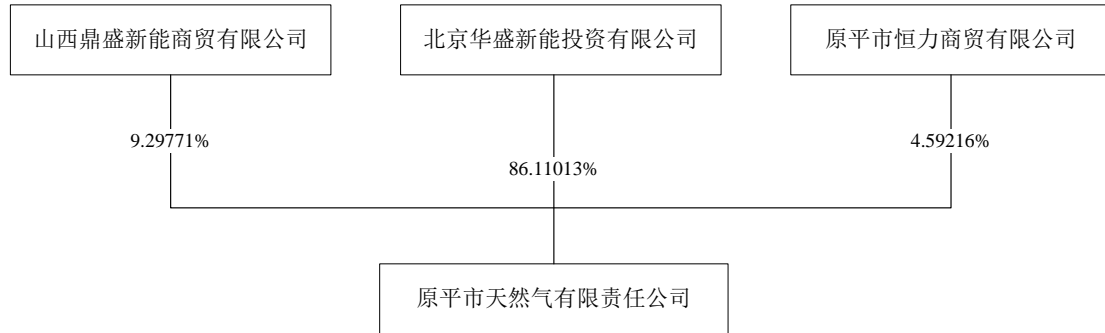 山西鼎盛新能商贸有限公司
北京华盛新能投资有限公司
原平市恒力商贸有限公司
9.29771%
86.11013%
4.59216%
原平市天然气有限责任公司